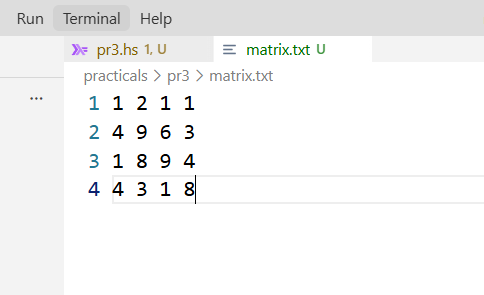 Run Terminal Help
pr3.hs 1, U matrix.txt U
practicals > pr3 > matrix.txt
...
1 1 2 1 1
2 4 9 6 3
3 1 8 9 4
4 4 3 1 8